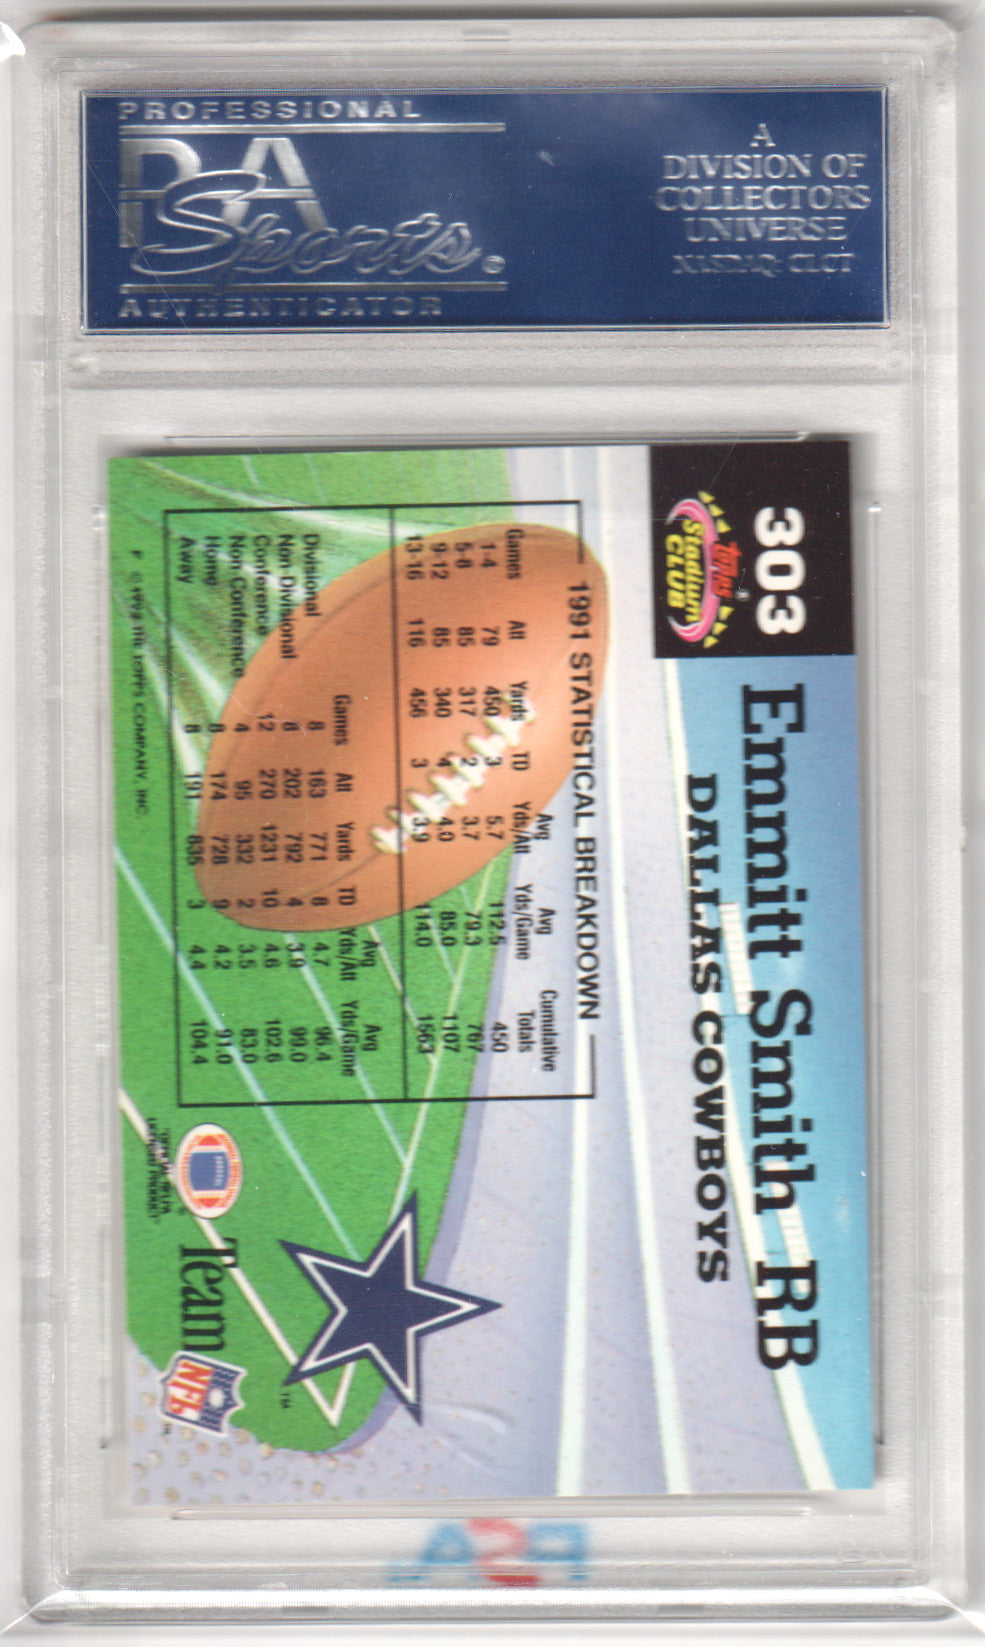 PROFESSIONAL
PSA
Sports®
AUTHENTICATOR
A
DIVISION OF
COLLECTORS
UNIVERSE
NASDAQ: CLCT
303
Topps®
Stadium
CLUB
Emmitt Smith RB
DALLAS COWBOYS
1991 STATISTICAL BREAKDOWN
Avg Avg Cumulative
Games Att Yards TD Yds/Att Yds/Game Totals
1-4 79 450 3 5.7 112.5 450
5-8 85 317 2 3.7 79.3 767
9-12 85 340 4 4.0 85.0 1107
13-16 116 456 3 3.9 114.0 1563
Avg Avg
Games Att Yards TD Yds/Att Yds/Game
Divisional 8 163 771 8 4.7 96.4
Non Divisional 8 202 792 4 3.9 99.0
Conference 12 270 1231 10 4.6 102.6
Non Conference 4 95 332 2 3.5 83.0
Home 8 174 728 9 4.2 91.0
Away 8 191 835 3 4.4 104.4
F © 1992 THE TOPPS COMPANY, INC.
LICENSED PRODUCT
TM
Team
NFL
PSA